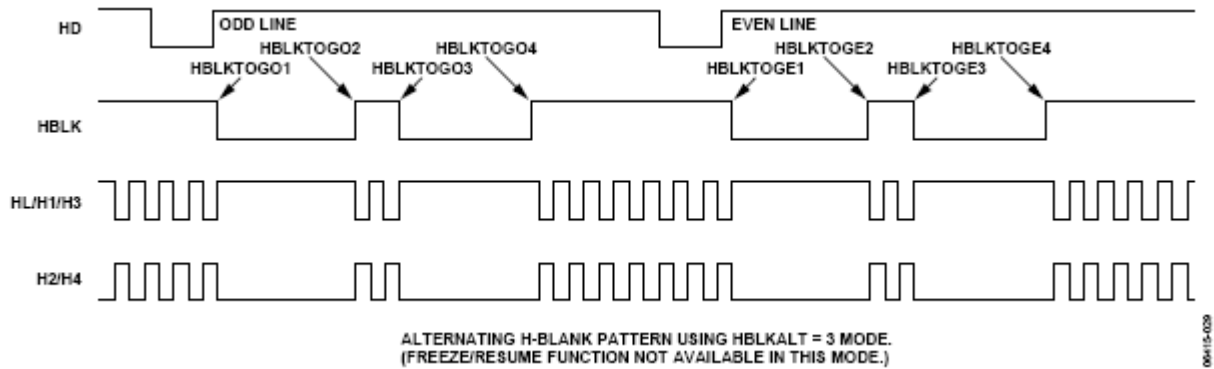 HD
ODD LINE
EVEN LINE
HBLKTOGO2
HBLKTOGO4
HBLKTOGE2
HBLKTOGE4
HBLKTOGO1
HBLKTOGO3
HBLKTOGE1
HBLKTOGE3
HBLK
HL/H1/H3
H2/H4
ALTERNATING H-BLANK PATTERN USING HBLKALT = 3 MODE.
(FREEZE/RESUME FUNCTION NOT AVAILABLE IN THIS MODE.)
06415-029